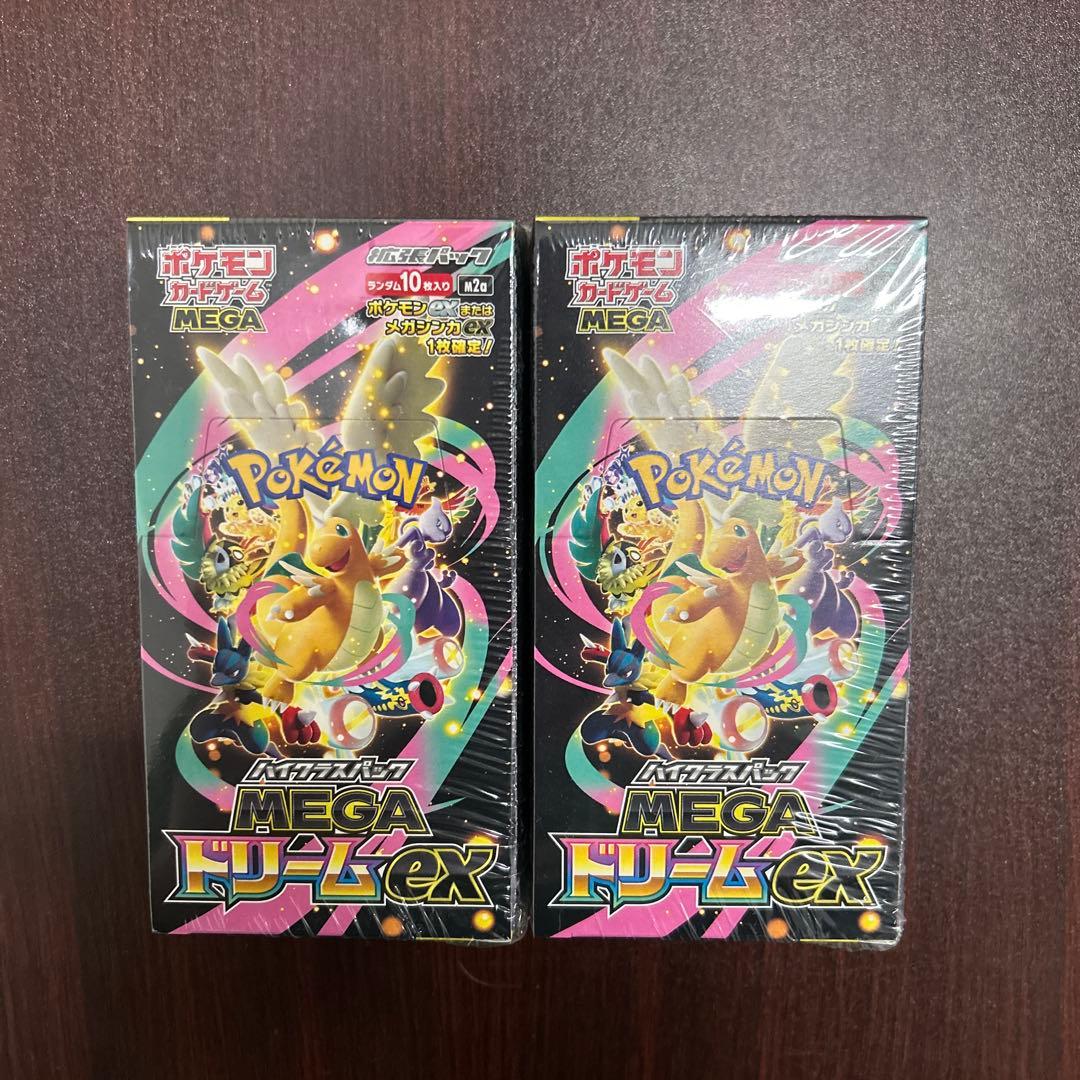 ポケモン
カードゲーム
MEGA
拡張パック
ランダム10枚入り
M2a
ポケモンexまたは
メガシンカex
1枚確定!
POKÉMON
ハイクラスパック
MEGA
ドリームex
ポケモン
カードゲーム
MEGA
メガシンカ
1枚確定!
POKÉMON
ハイクラスパック
MEGA
ドリームex